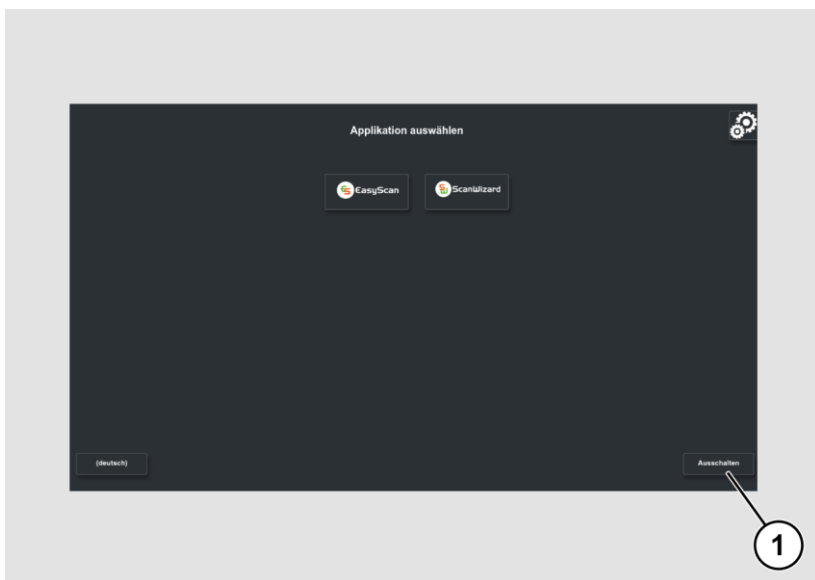 Applikation auswählen
EasyScan
ScanWizard
(deutsch)
Ausschalten
1